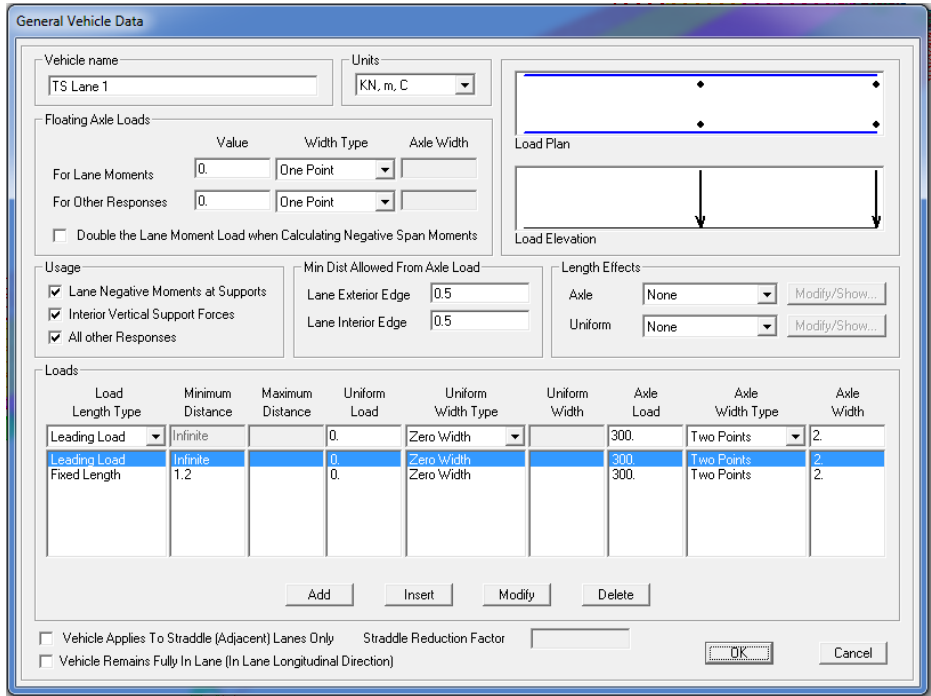 General Vehicle Data
Vehicle name
TS Lane 1
Units
KN, m, C
Load Plan
Load Elevation
Floating Axle Loads
Value Width Type Axle Width
For Lane Moments 0. One Point
For Other Responses 0. One Point
Double the Lane Moment Load when Calculating Negative Span Moments
Usage
Lane Negative Moments at Supports
Interior Vertical Support Forces
All other Responses
Min Dist Allowed From Axle Load
Lane Exterior Edge 0.5
Lane Interior Edge 0.5
Length Effects
Axle None Modify/Show...
Uniform None Modify/Show...
Loads
Load Minimum Maximum Uniform Uniform Uniform Axle Axle Axle
Length Type Distance Distance Load Width Type Width Load Width Type Width
Leading Load Infinite 0. Zero Width 300. Two Points 2.
Leading Load Infinite 0. Zero Width 300. Two Points 2.
Fixed Length 1.2 0. Zero Width 300. Two Points 2.
Add Insert Modify Delete
Vehicle Applies To Straddle (Adjacent) Lanes Only Straddle Reduction Factor
Vehicle Remains Fully In Lane (In Lane Longitudinal Direction)
OK Cancel